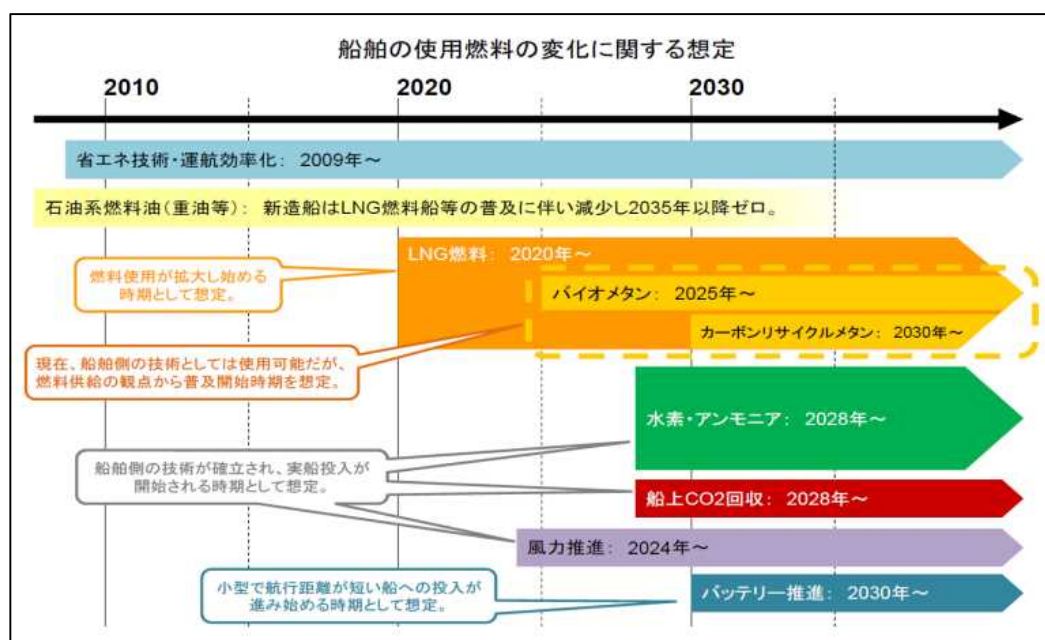 船舶の使用燃料の変化に関する想定
2010 2020 2030
省エネ技術・運航効率化: 2009年～
石油系燃料油(重油等): 新造船はLNG燃料船等の普及に伴い減少し2035年以降ゼロ。
LNG燃料: 2020年～
燃料使用が拡大し始める
時期として想定。
バイオメタン: 2025年～
カーボンリサイクルメタン: 2030年～
現在、船舶側の技術としては使用可能だが、
燃料供給の観点から普及開始時期を想定。
水素・アンモニア: 2028年～
船舶側の技術が確立され、実船投入が
開始される時期として想定。
船上CO2回収: 2028年～
風力推進: 2024年～
小型で航行距離が短い船への投入が
進み始める時期として想定。
バッテリー推進: 2030年～